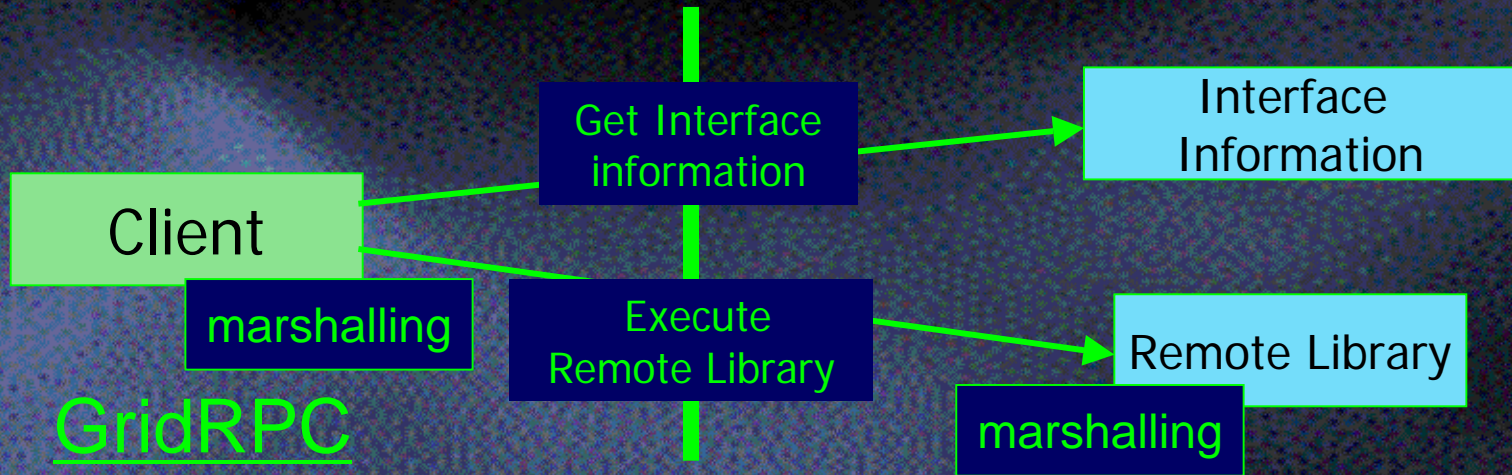 Get Interface
information
Interface
Information
Client
marshalling
Execute
Remote Library
Remote Library
marshalling
GridRPC